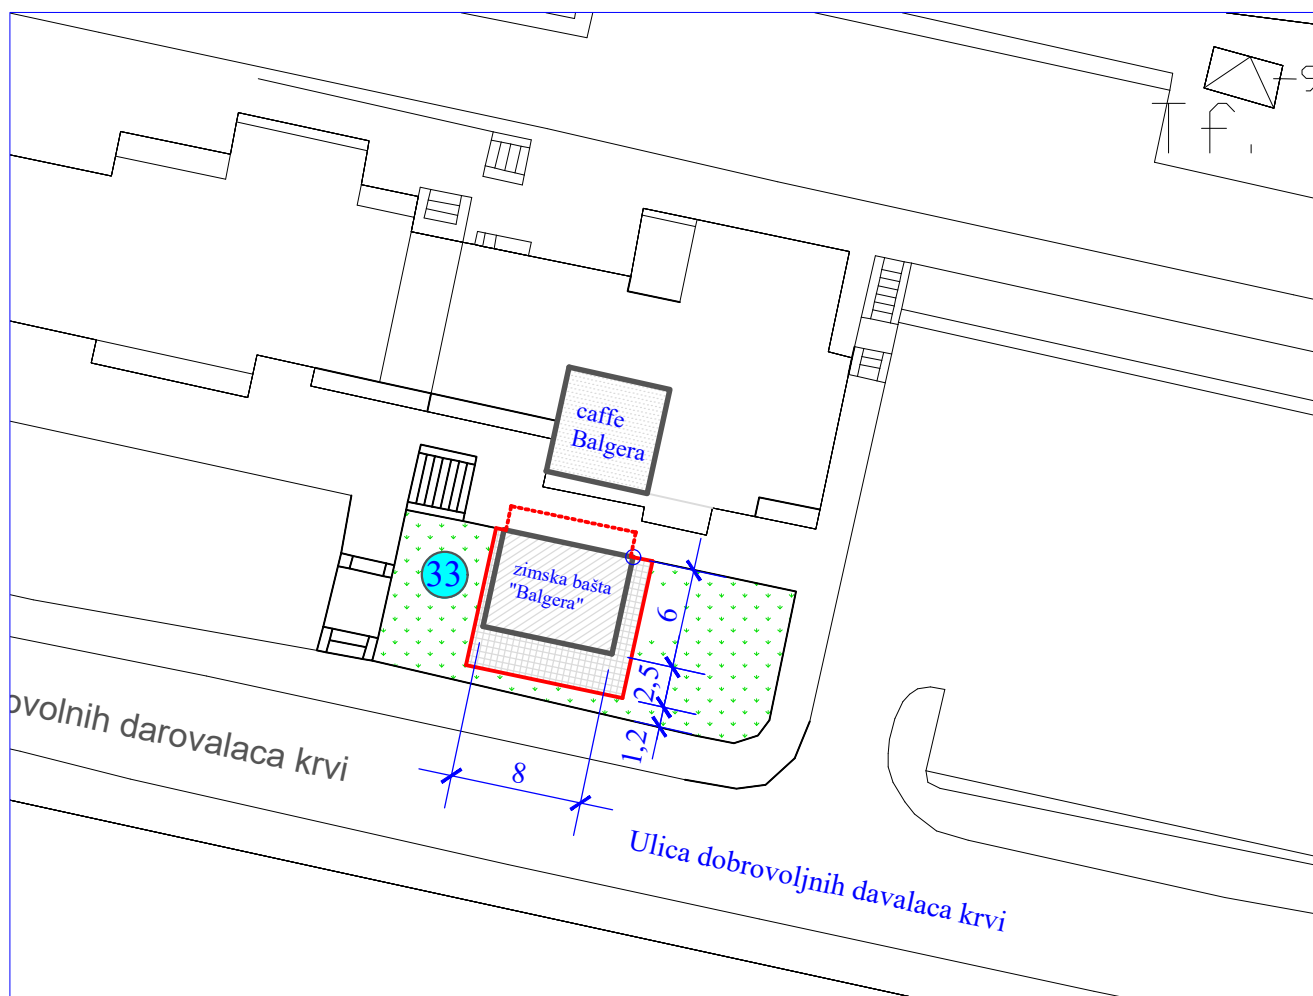 Tf.
caffe
Balgera
33
zimska bašta
"Balgera"
6
2,5
1,2
8
ovolnih darovalaca krvi
Ulica dobrovoljnih davalaca krvi